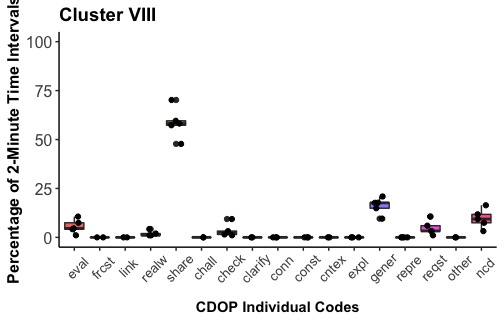 Cluster VIII
Percentage of 2-Minute Time Intervals
100
75
50
25
0
eval
frcst
link
realw
share
chall
check
clarify
conn
const
cntex
expl
gener
repre
reqst
other
ncd
CDOP Individual Codes